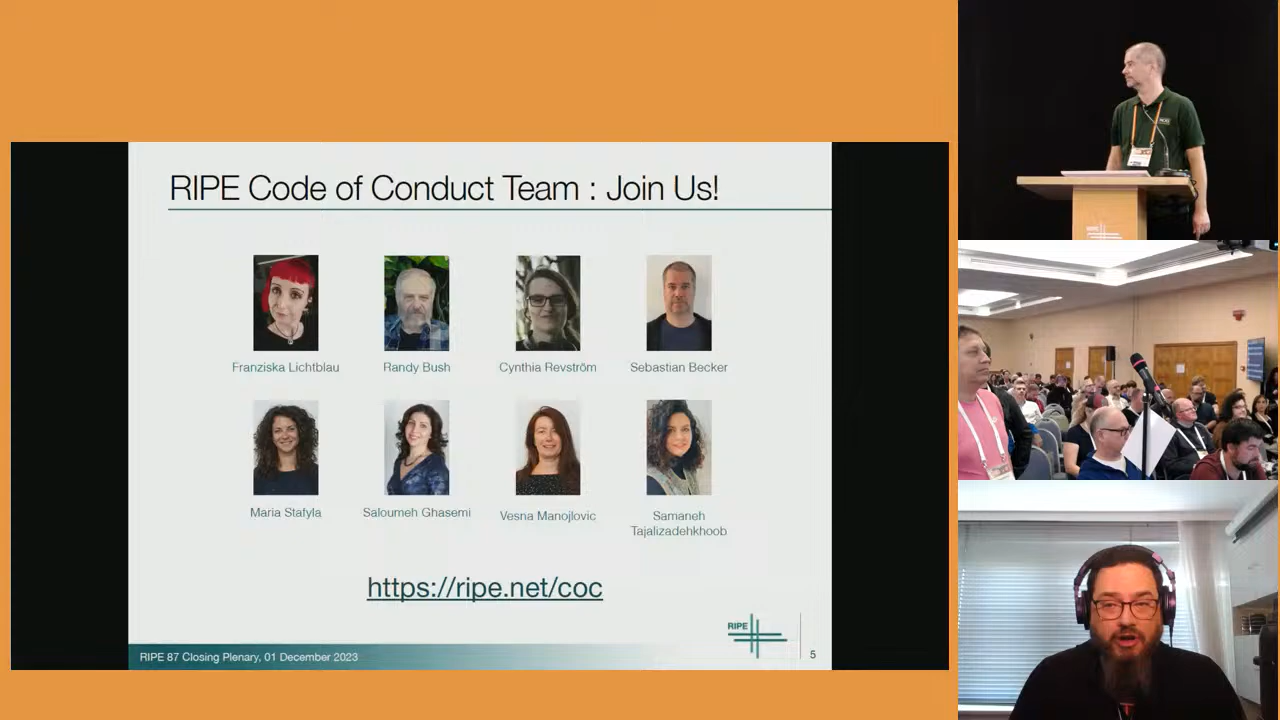 RIPE Code of Conduct Team : Join Us!
Franziska Lichtblau
Randy Bush
Cynthia Revström
Sebastian Becker
Maria Stafyla
Saloumeh Ghasemi
Vesna Manojlovic
Samaneh
Tajalizadehkhoob
https://ripe.net/coc
RIPE
RIPE 87 Closing Plenary, 01 December 2023
5